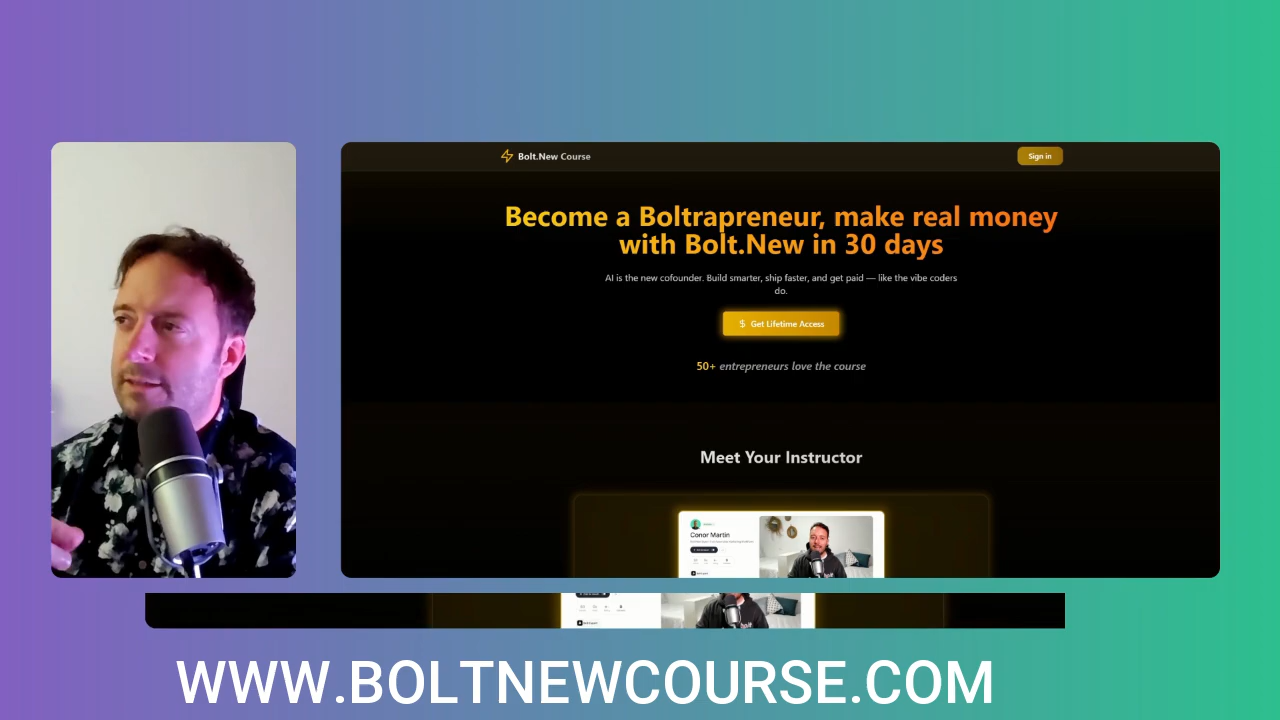 Bolt.New Course
Sign in
Become a Boltrapreneur, make real money
with Bolt.New in 30 days
AI is the new cofounder. Build smarter, ship faster, and get paid — like the vibe coders
do.
$ Get Lifetime Access
50+ entrepreneurs love the course
Meet Your Instructor
Conor Martin
WWW.BOLTNEWCOURSE.COM